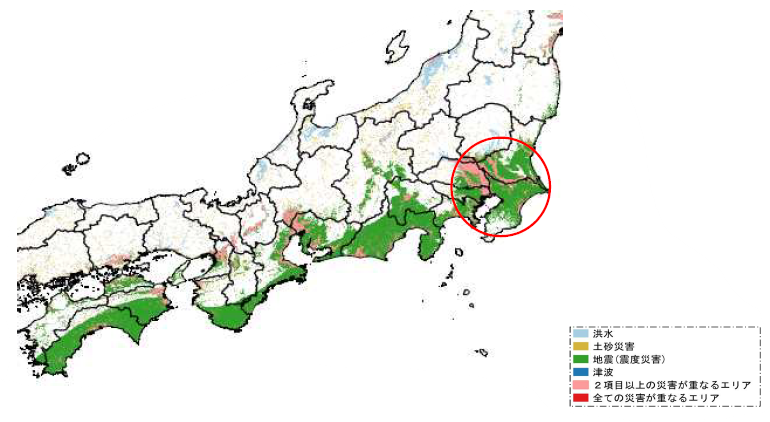 洪水
土砂災害
地震(震度災害)
津波
２項目以上の災害が重なるエリア
全ての災害が重なるエリア